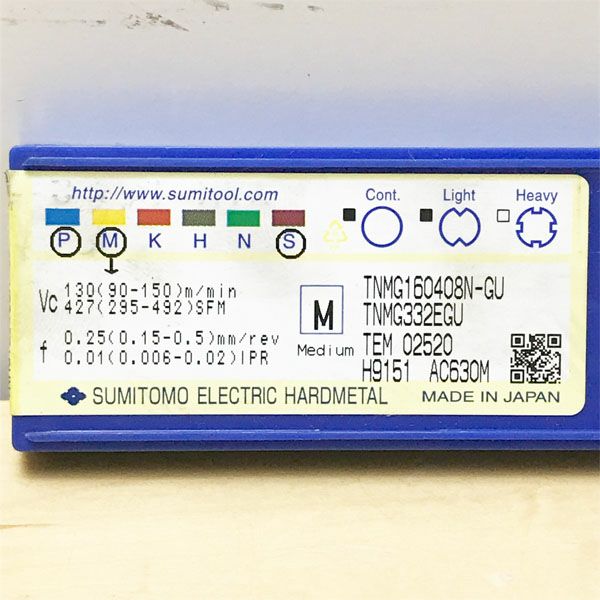 http://www.sumitool.com
Cont. Light Heavy
P M K H N S
Vc 130(90-150)m/min
427(295-492)SFM
f 0.25(0.15-0.5)mm/rev
0.01(0.006-0.02)IPR
M
Medium
TNMG160408N-GU
TNMG332EGU
TEM 02520
H9151 AC630M
SUMITOMO ELECTRIC HARDMETAL
MADE IN JAPAN